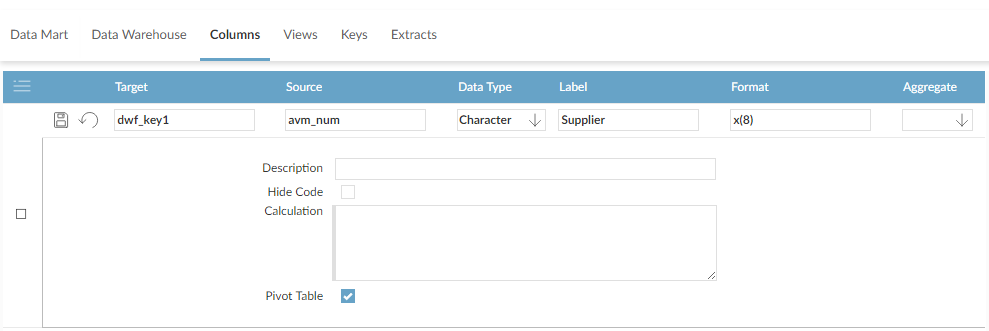 Data Mart Data Warehouse Columns Views Keys Extracts
Target Source Data Type Label Format Aggregate
dwf_key1 avm_num Character Supplier x(8)
Description
Hide Code
Calculation
Pivot Table